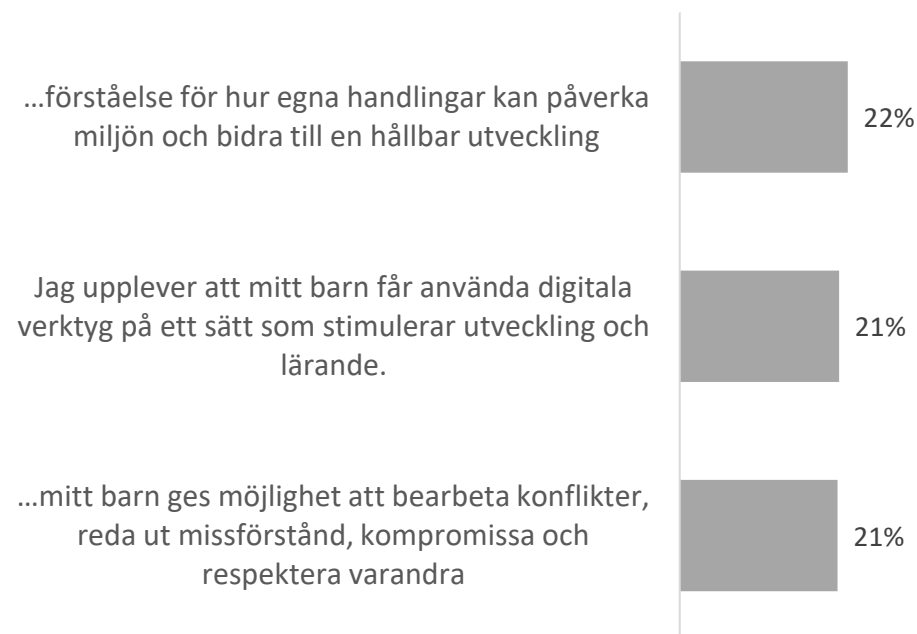 …förståelse för hur egna handlingar kan påverka
miljön och bidra till en hållbar utveckling
22%
Jag upplever att mitt barn får använda digitala
verktyg på ett sätt som stimulerar utveckling och
lärande.
21%
…mitt barn ges möjlighet att bearbeta konflikter,
reda ut missförstånd, kompromissa och
respektera varandra
21%